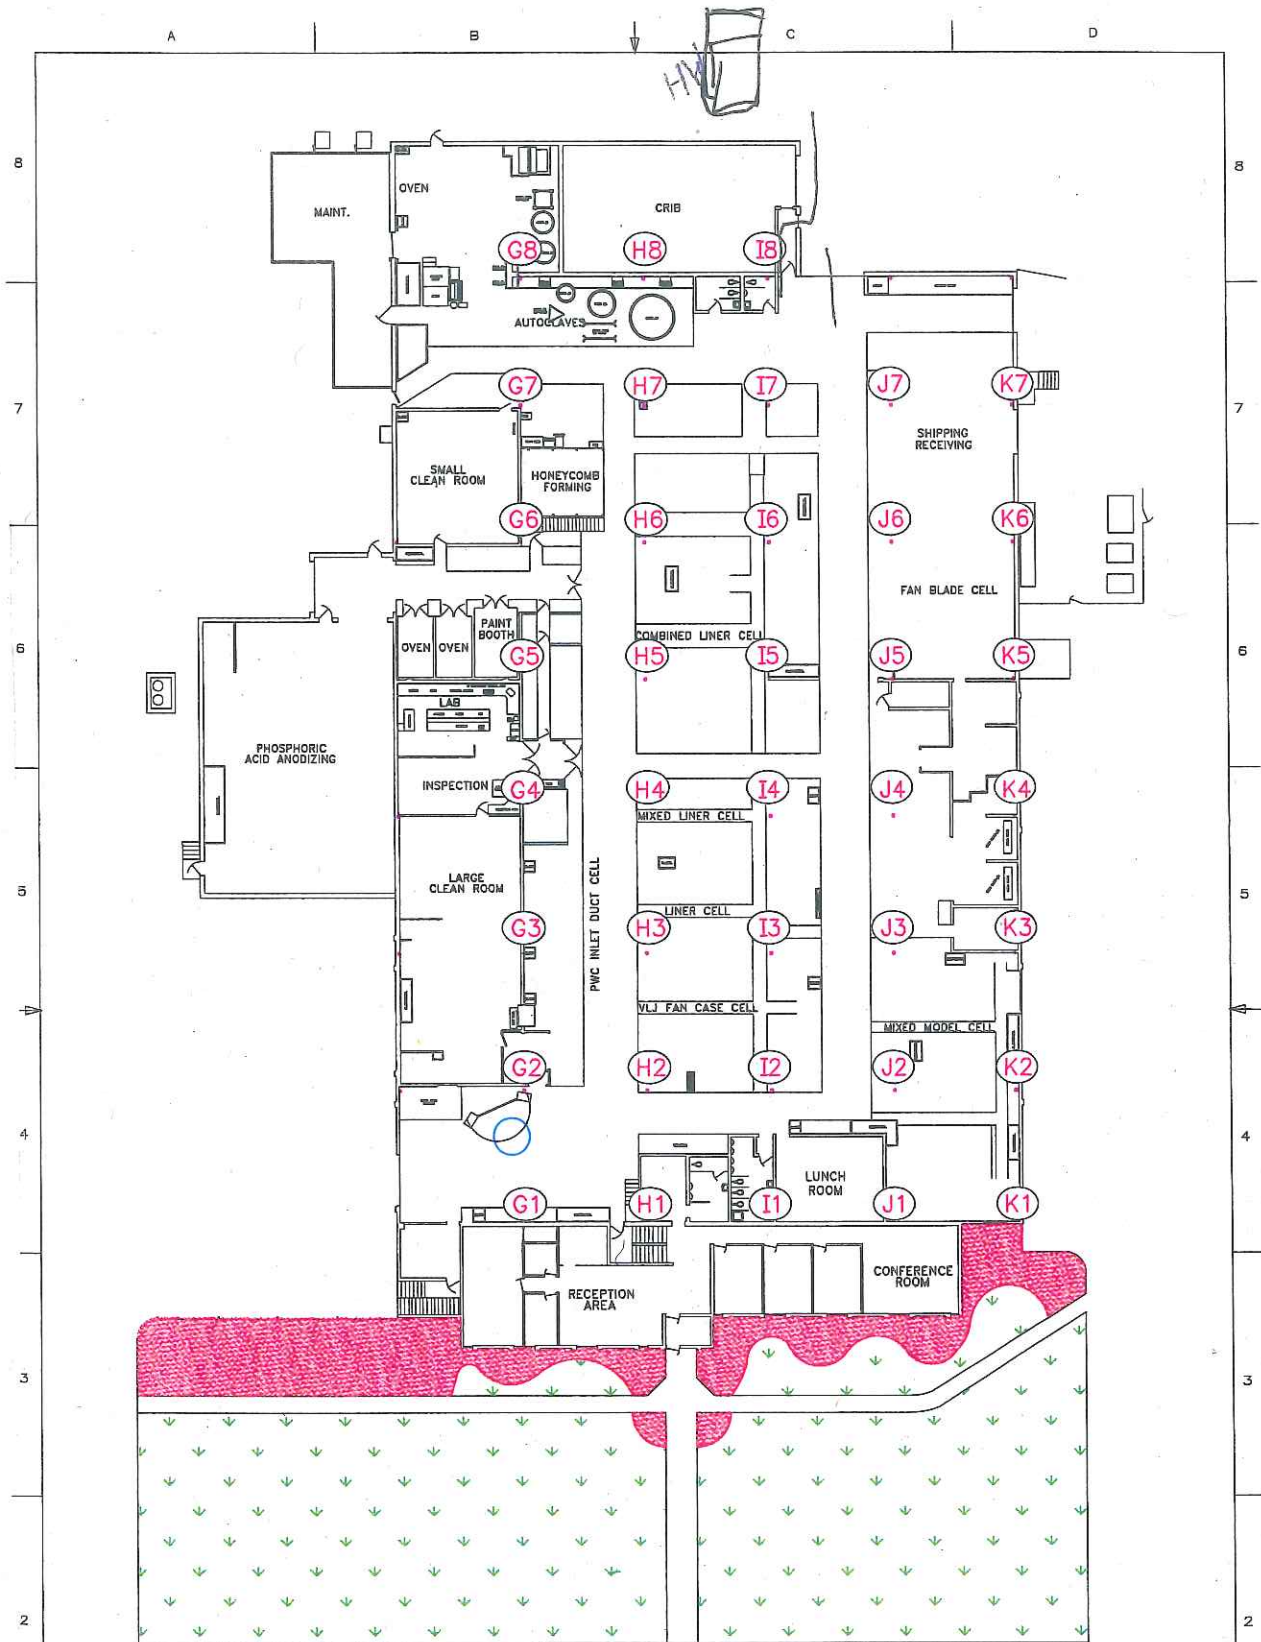 A B C D
HV
8 8
OVEN
MAINT.
CRIB
G8 H8 I8
AUTOCLAVES
G7 H7 I7 J7 K7
7 7
SHIPPING
RECEIVING
SMALL
CLEAN ROOM
HONEYCOMB
FORMING
G6 H6 I6 J6 K6
FAN BLADE CELL
PAINT
BOOTH
COMBINED LINER CELL
OVEN OVEN
6 6
G5 H5 I5 J5 K5
LAB
PHOSPHORIC
ACID ANODIZING
INSPECTION
G4 H4 I4 J4 K4
MIXED LINER CELL
LARGE
CLEAN ROOM
5 5
LINER CELL
G3 H3 I3 J3 K3
PWC INLET DUCT CELL
VLJ FAN CASE CELL
MIXED MODEL CELL
G2 H2 I2 J2 K2
4 4
LUNCH
ROOM
G1 H1 I1 J1 K1
CONFERENCE
ROOM
RECEPTION
AREA
3 3
2 2